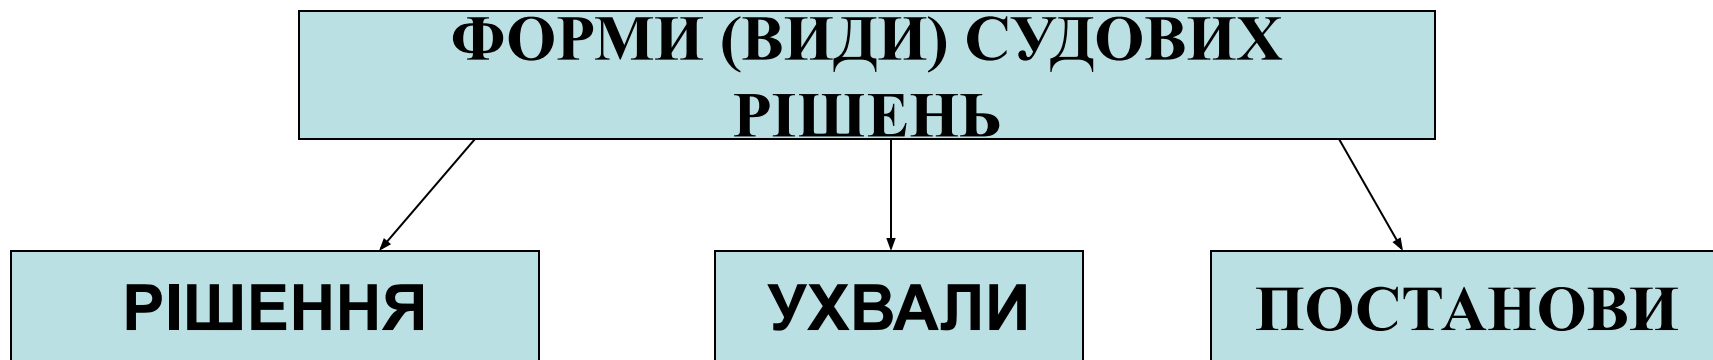 ФОРМИ (ВИДИ) СУДОВИХ
РІШЕНЬ
РІШЕННЯ
УХВАЛИ
ПОСТАНОВИ